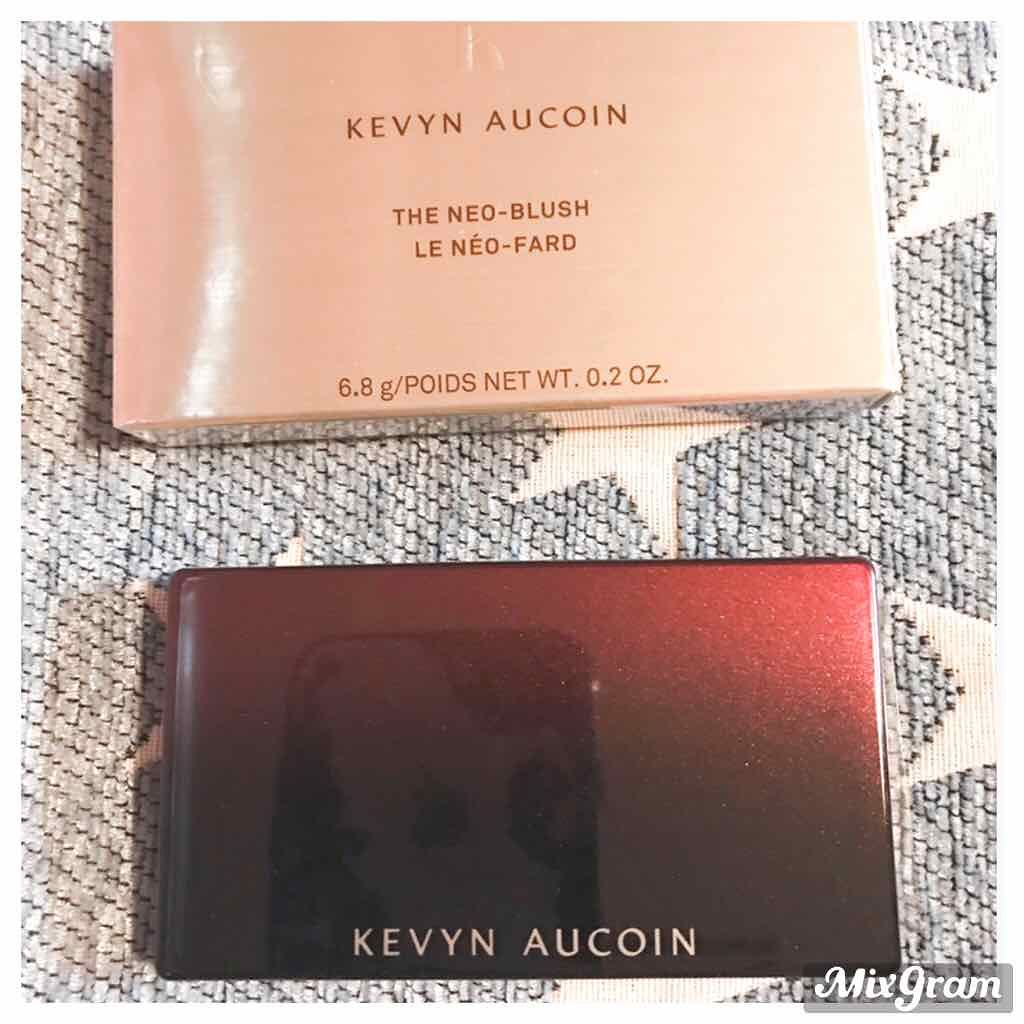 KEVYN AUCOIN
THE NEO-BLUSH
LE NÉO-FARD
6.8 g/POIDS NET WT. 0.2 OZ.
KEVYN AUCOIN
MixGram